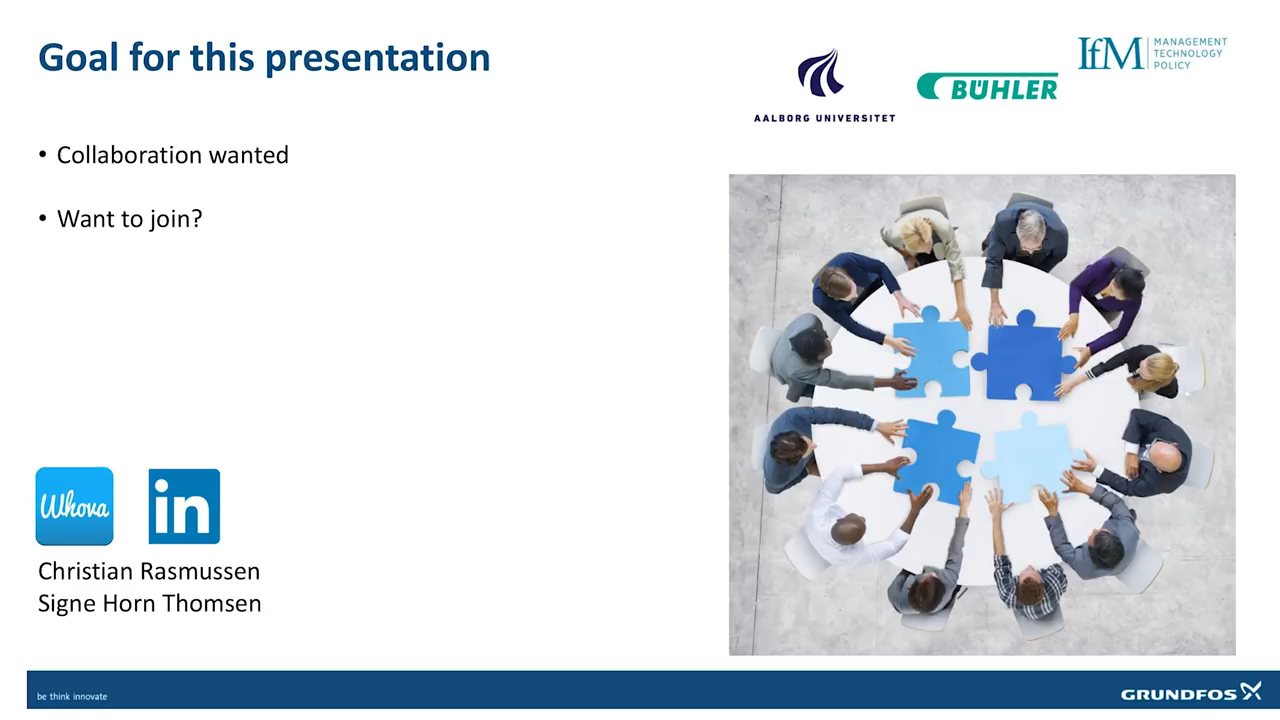 Goal for this presentation
AALBORG UNIVERSITET
BÜHLER
IfM
MANAGEMENT
TECHNOLOGY
POLICY
• Collaboration wanted
• Want to join?
Whova
in
Christian Rasmussen
Signe Horn Thomsen
be think innovate
GRUNDFOS